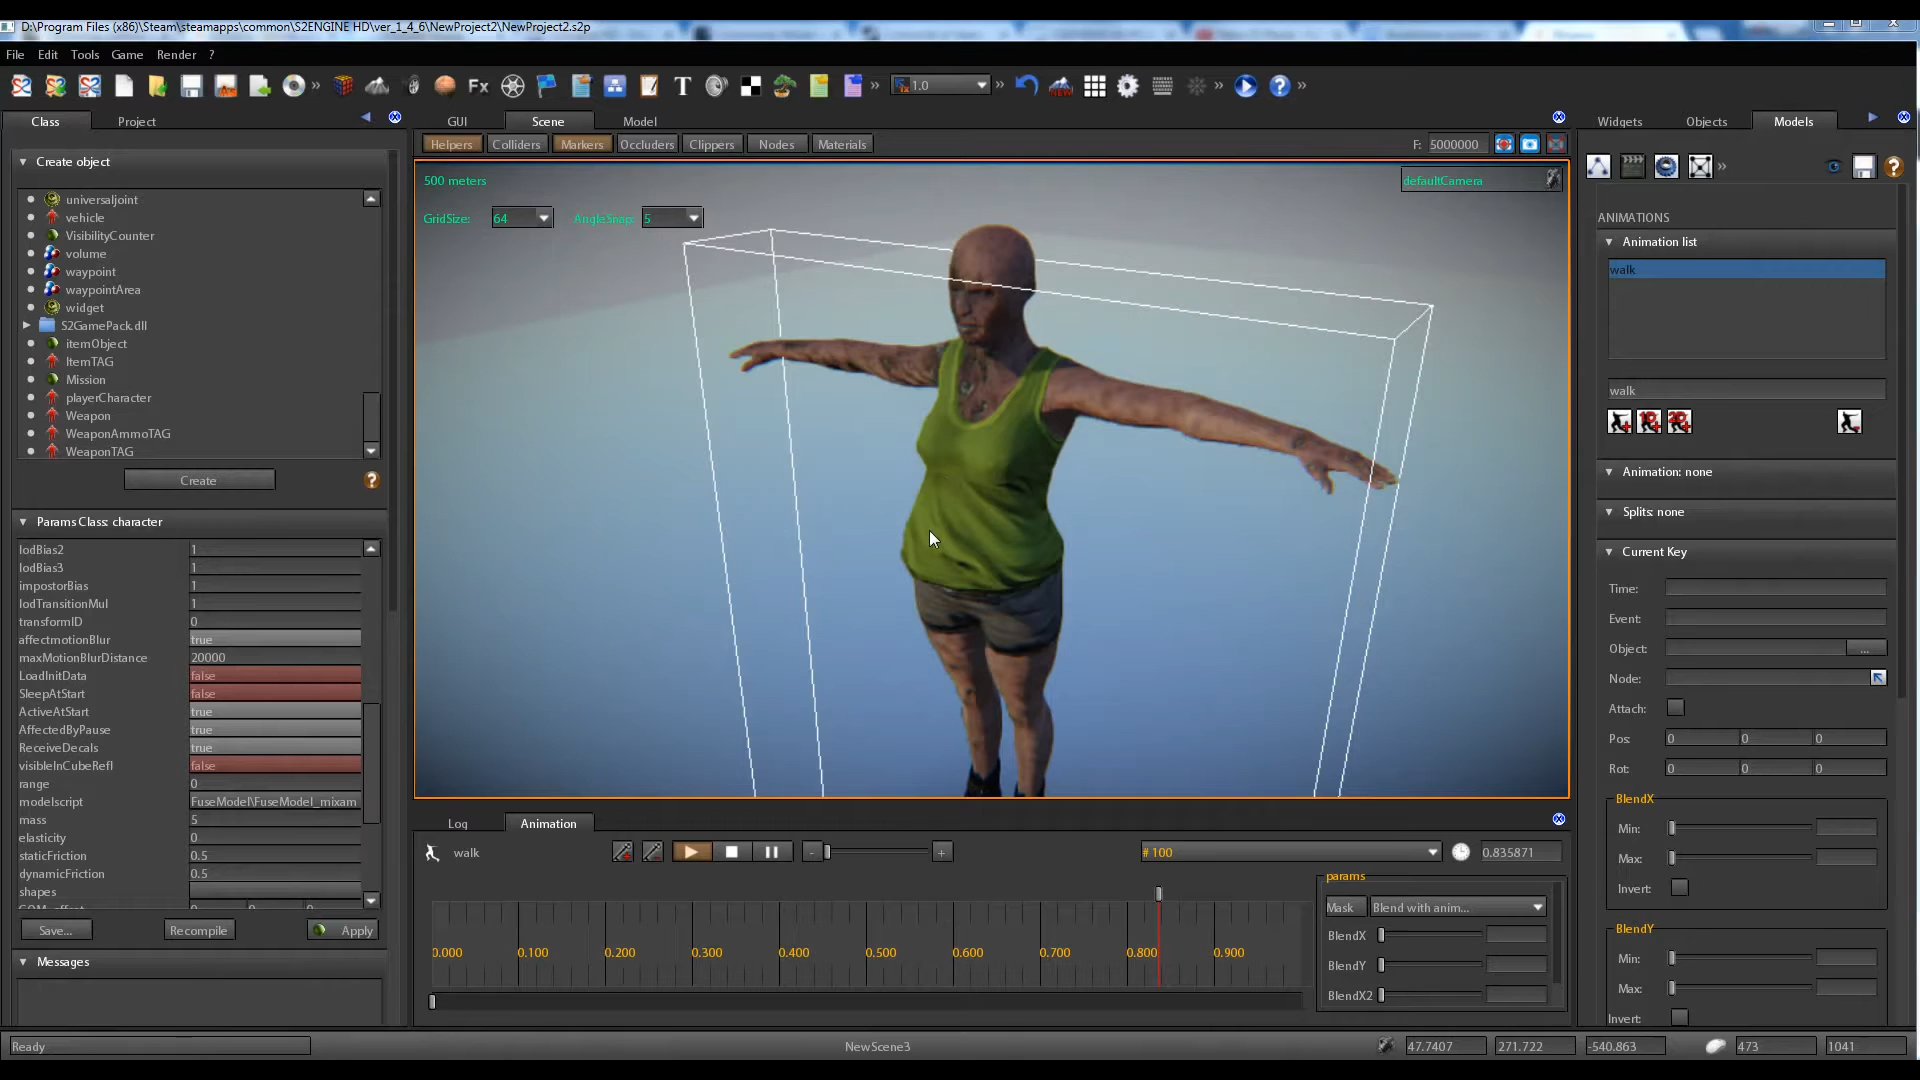 D:\Program Files (x86)\Steam\steamapps\common\S2ENGINE HD\ver_1_4_6\NewProject2\NewProject2.s2p
File Edit Tools Game Render ?
Fx T 1.0
Class Project
GUI Scene Model
Widgets Objects Models
Create object
universaljoint
vehicle
VisibilityCounter
volume
waypoint
waypointArea
widget
S2GamePack.dll
itemObject
ItemTAG
Mission
playerCharacter
Weapon
WeaponAmmoTAG
WeaponTAG
Create
Params Class: character
lodBias2 1
lodBias3 1
impostorBias 1
lodTransitionMul 1
transformID 0
affectmotionBlur true
maxMotionBlurDistance 20000
LoadInitData false
SleepAtStart false
ActiveAtStart true
AffectedByPause true
ReceiveDecals true
visibleInCubeRefl false
range 0
modelscript FuseModel\FuseModel_mixam
mass 5
elasticity 0
staticFriction 0.5
dynamicFriction 0.5
shapes
Save... Recompile Apply
Messages
Ready
Helpers Colliders Markers Occluders Clippers Nodes Materials F: 5000000
500 meters defaultCamera
GridSize: 64 AngleSnap: 5
Log Animation
walk - + #100 0.835871
0.000 0.100 0.200 0.300 0.400 0.500 0.600 0.700 0.800 0.900
params
Mask Blend with anim...
BlendX
BlendY
BlendX2
NewScene3
47.7407 271.722 -540.863 473 1041
ANIMATIONS
Animation list
walk
walk
1D 2D
Animation: none
Splits: none
Current Key
Time:
Event:
Object: ...
Node:
Attach:
Pos: 0 0 0
Rot: 0 0 0
BlendX
Min:
Max:
Invert:
BlendY
Min:
Max:
Invert: